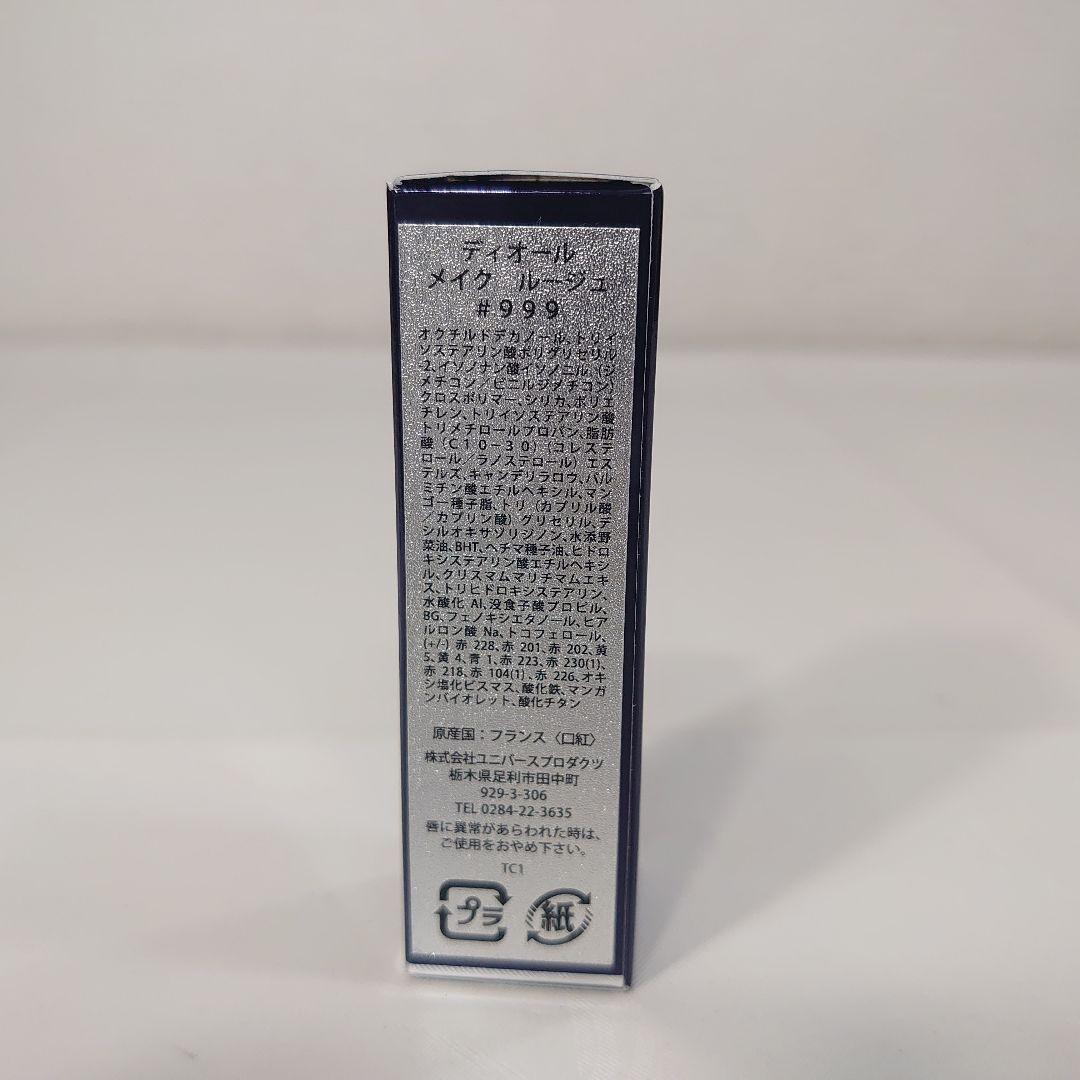 ディオール
メイク　ルージュ
#９９９
オクチルドデカノール、トリイ
ソステアリン酸ポリグリセリル
-2、イソノナン酸イソノニル、（ジ
メチコン／ビニルジメチコン）
クロスポリマー、シリカ、ポリエ
チレン、トリイソステアリン酸
トリメチロールプロパン、脂肪
酸（Ｃ１０－３０）（コレステ
ロール／ラノステロール）エス
テルズ、キャンデリラロウ、パル
ミチン酸エチルヘキシル、マン
ゴー種子脂、トリ（カプリル酸
／カプリン酸）グリセリル、デ
シルオキサゾリジノン、水添野
菜油、BHT、ヘチマ種子油、ヒドロ
キシステアリン酸エチルヘキシ
ル、クリスマムマリチマムエキ
ス、トリヒドロキシステアリン、
水酸化 Al、没食子酸プロピル、
BG、フェノキシエタノール、ヒア
ルロン酸 Na、トコフェロール、
(+/-) 赤 228、赤 201、赤 202、黄
5、黄 4、青 1、赤 223、赤 230(1)、
赤 218、赤 104(1)、赤 226、オキ
シ塩化ビスマス、酸化鉄、マンガ
ンバイオレット、酸化チタン
原産国：フランス〈口紅〉
株式会社ユニバースプロダクツ
栃木県足利市田中町
929-3-306
TEL 0284-22-3635
唇に異常があらわれた時は、
ご使用をおやめ下さい。
TC1
プラ 紙